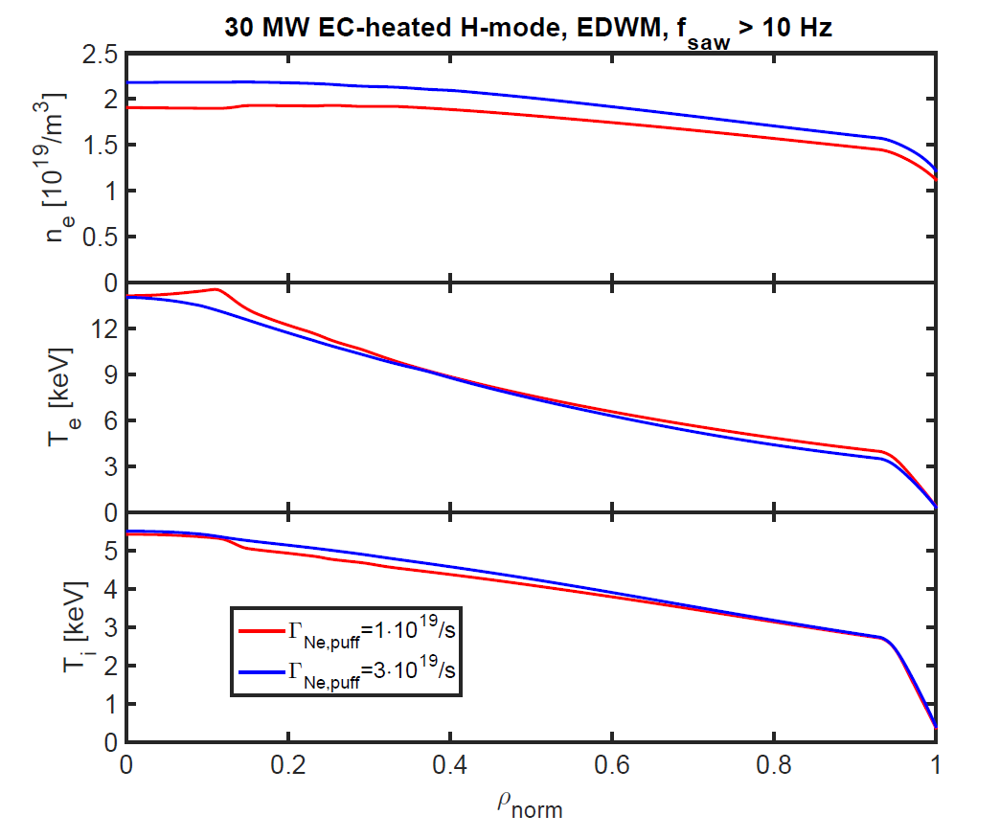 30 MW EC-heated H-mode, EDWM, f_saw > 10 Hz
n_e [10^19/m^3]
2.5
2
1.5
1
0.5
0
T_e [keV]
12
9
6
3
0
T_i [keV]
5
4
3
2
1
0
Γ_Ne,puff=1·10^19/s
Γ_Ne,puff=3·10^19/s
0 0.2 0.4 0.6 0.8 1
ρ_norm